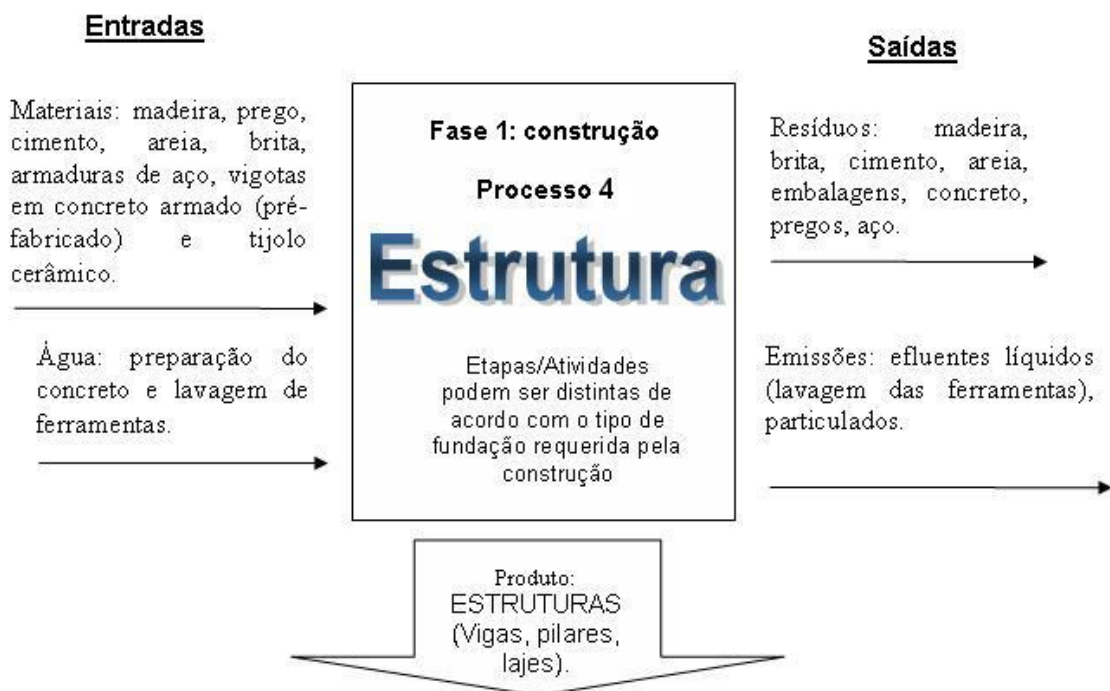 Entradas
Materiais: madeira, prego,
cimento, areia, brita,
armaduras de aço, vigotas
em concreto armado (pré-
fabricado) e tijolo
cerâmico.
Água: preparação do
concreto e lavagem de
ferramentas.
Fase 1: construção
Processo 4
Estrutura
Etapas/Atividades
podem ser distintas de
acordo com o tipo de
fundação requerida pela
construção
Saídas
Resíduos: madeira,
brita, cimento, areia,
embalagens, concreto,
pregos, aço.
Emissões: efluentes líquidos
(lavagem das ferramentas),
particulados.
Produto:
ESTRUTURAS
(Vigas, pilares,
lajes).